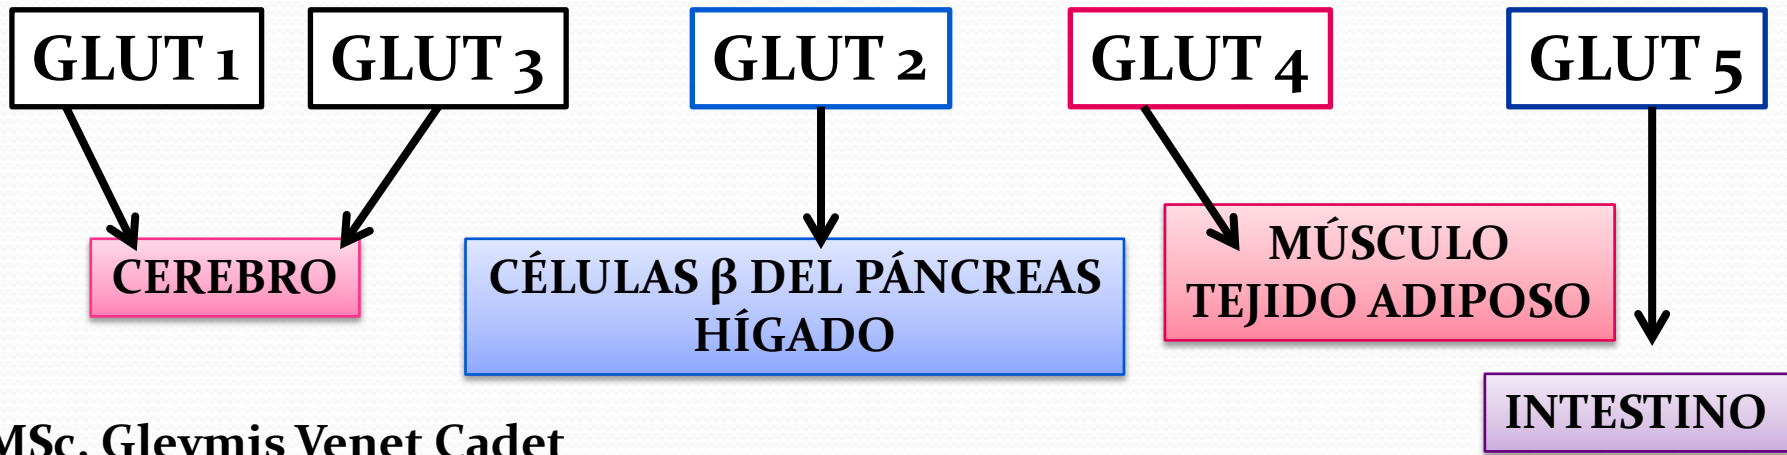 GLUT 1
GLUT 3
GLUT 2
GLUT 4
GLUT 5
CEREBRO
CÉLULAS β DEL PÁNCREAS
HÍGADO
MÚSCULO
TEJIDO ADIPOSO
INTESTINO
MSc. Gleymis Venet Cadet